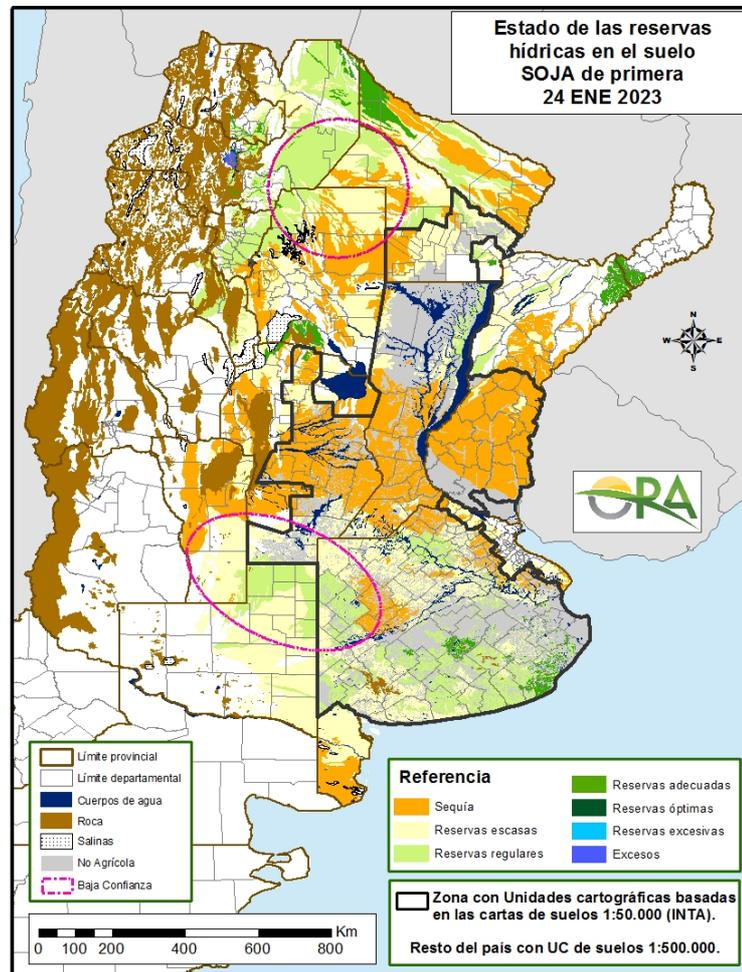 Estado de las reservas
hídricas en el suelo
SOJA de primera
24 ENE 2023
N
W E
S
ORA
Límite provincial
Límite departamental
Cuerpos de agua
Roca
Salinas
No Agrícola
Baja Confianza
Referencia
Sequía
Reservas escasas
Reservas regulares
Reservas adecuadas
Reservas óptimas
Reservas excesivas
Excesos
Zona con Unidades cartográficas basadas
en las cartas de suelos 1:50.000 (INTA).
Resto del país con UC de suelos 1:500.000.
Km
0 50 100 200 400 600 800